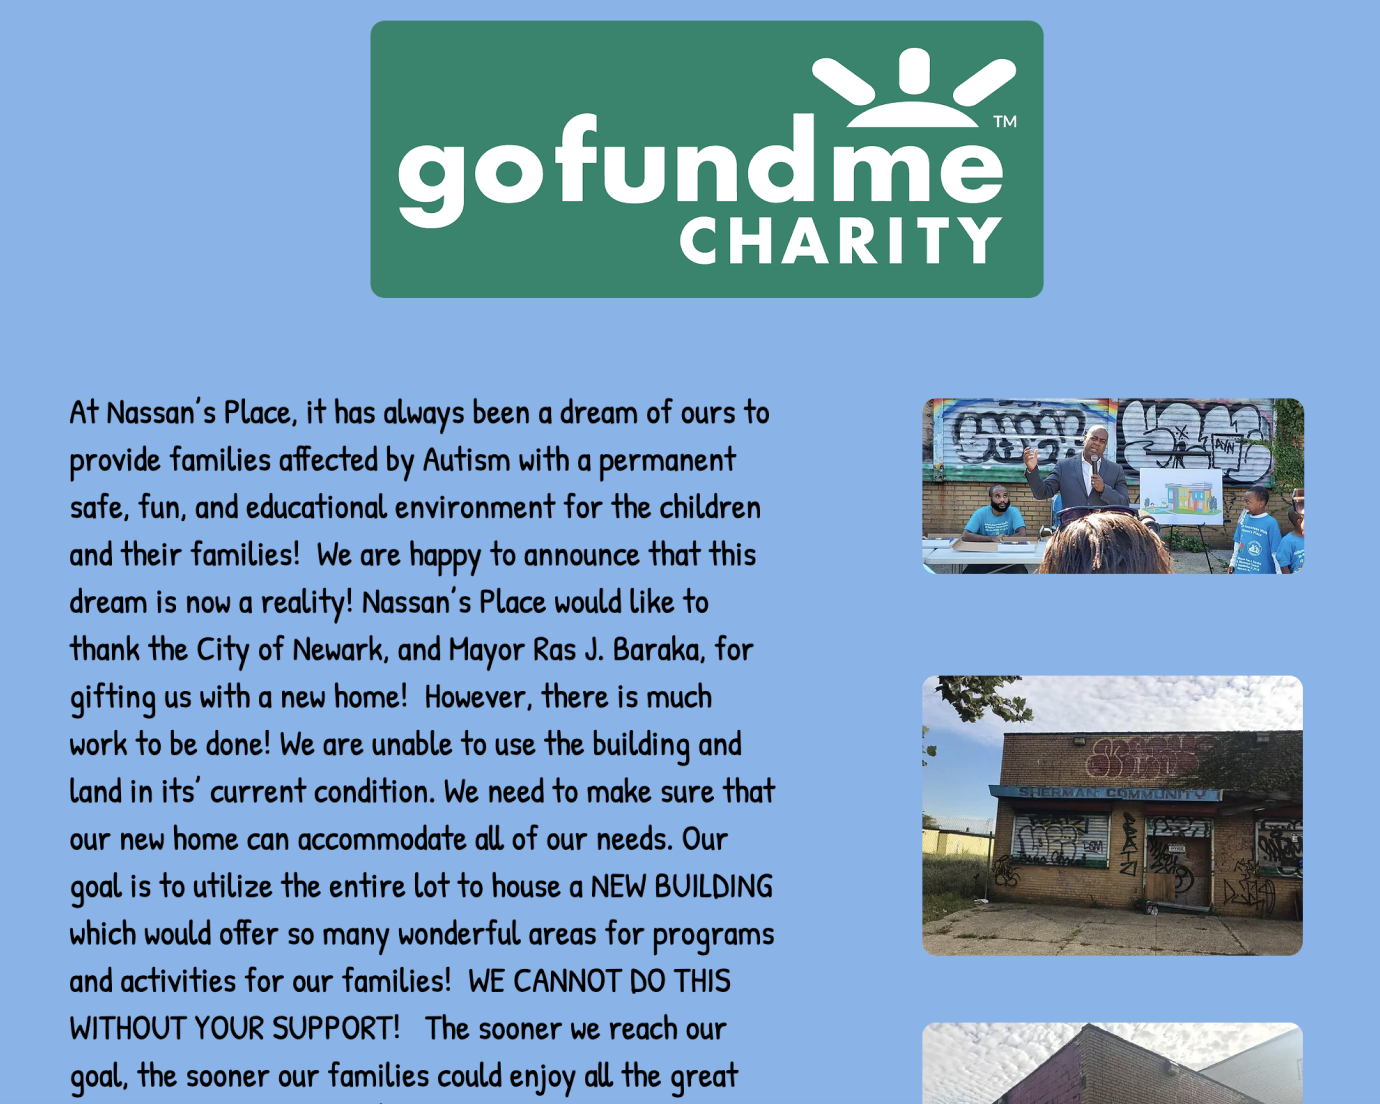 gofundme™
CHARITY
At Nassan's Place, it has always been a dream of ours to
provide families affected by Autism with a permanent
safe, fun, and educational environment for the children
and their families!  We are happy to announce that this
dream is now a reality! Nassan's Place would like to
thank the City of Newark, and Mayor Ras J. Baraka, for
gifting us with a new home!  However, there is much
work to be done! We are unable to use the building and
land in its' current condition. We need to make sure that
our new home can accommodate all of our needs. Our
goal is to utilize the entire lot to house a NEW BUILDING
which would offer so many wonderful areas for programs
and activities for our families!  WE CANNOT DO THIS
WITHOUT YOUR SUPPORT!   The sooner we reach our
goal, the sooner our families could enjoy all the great
SHERMAN COMMUNITY